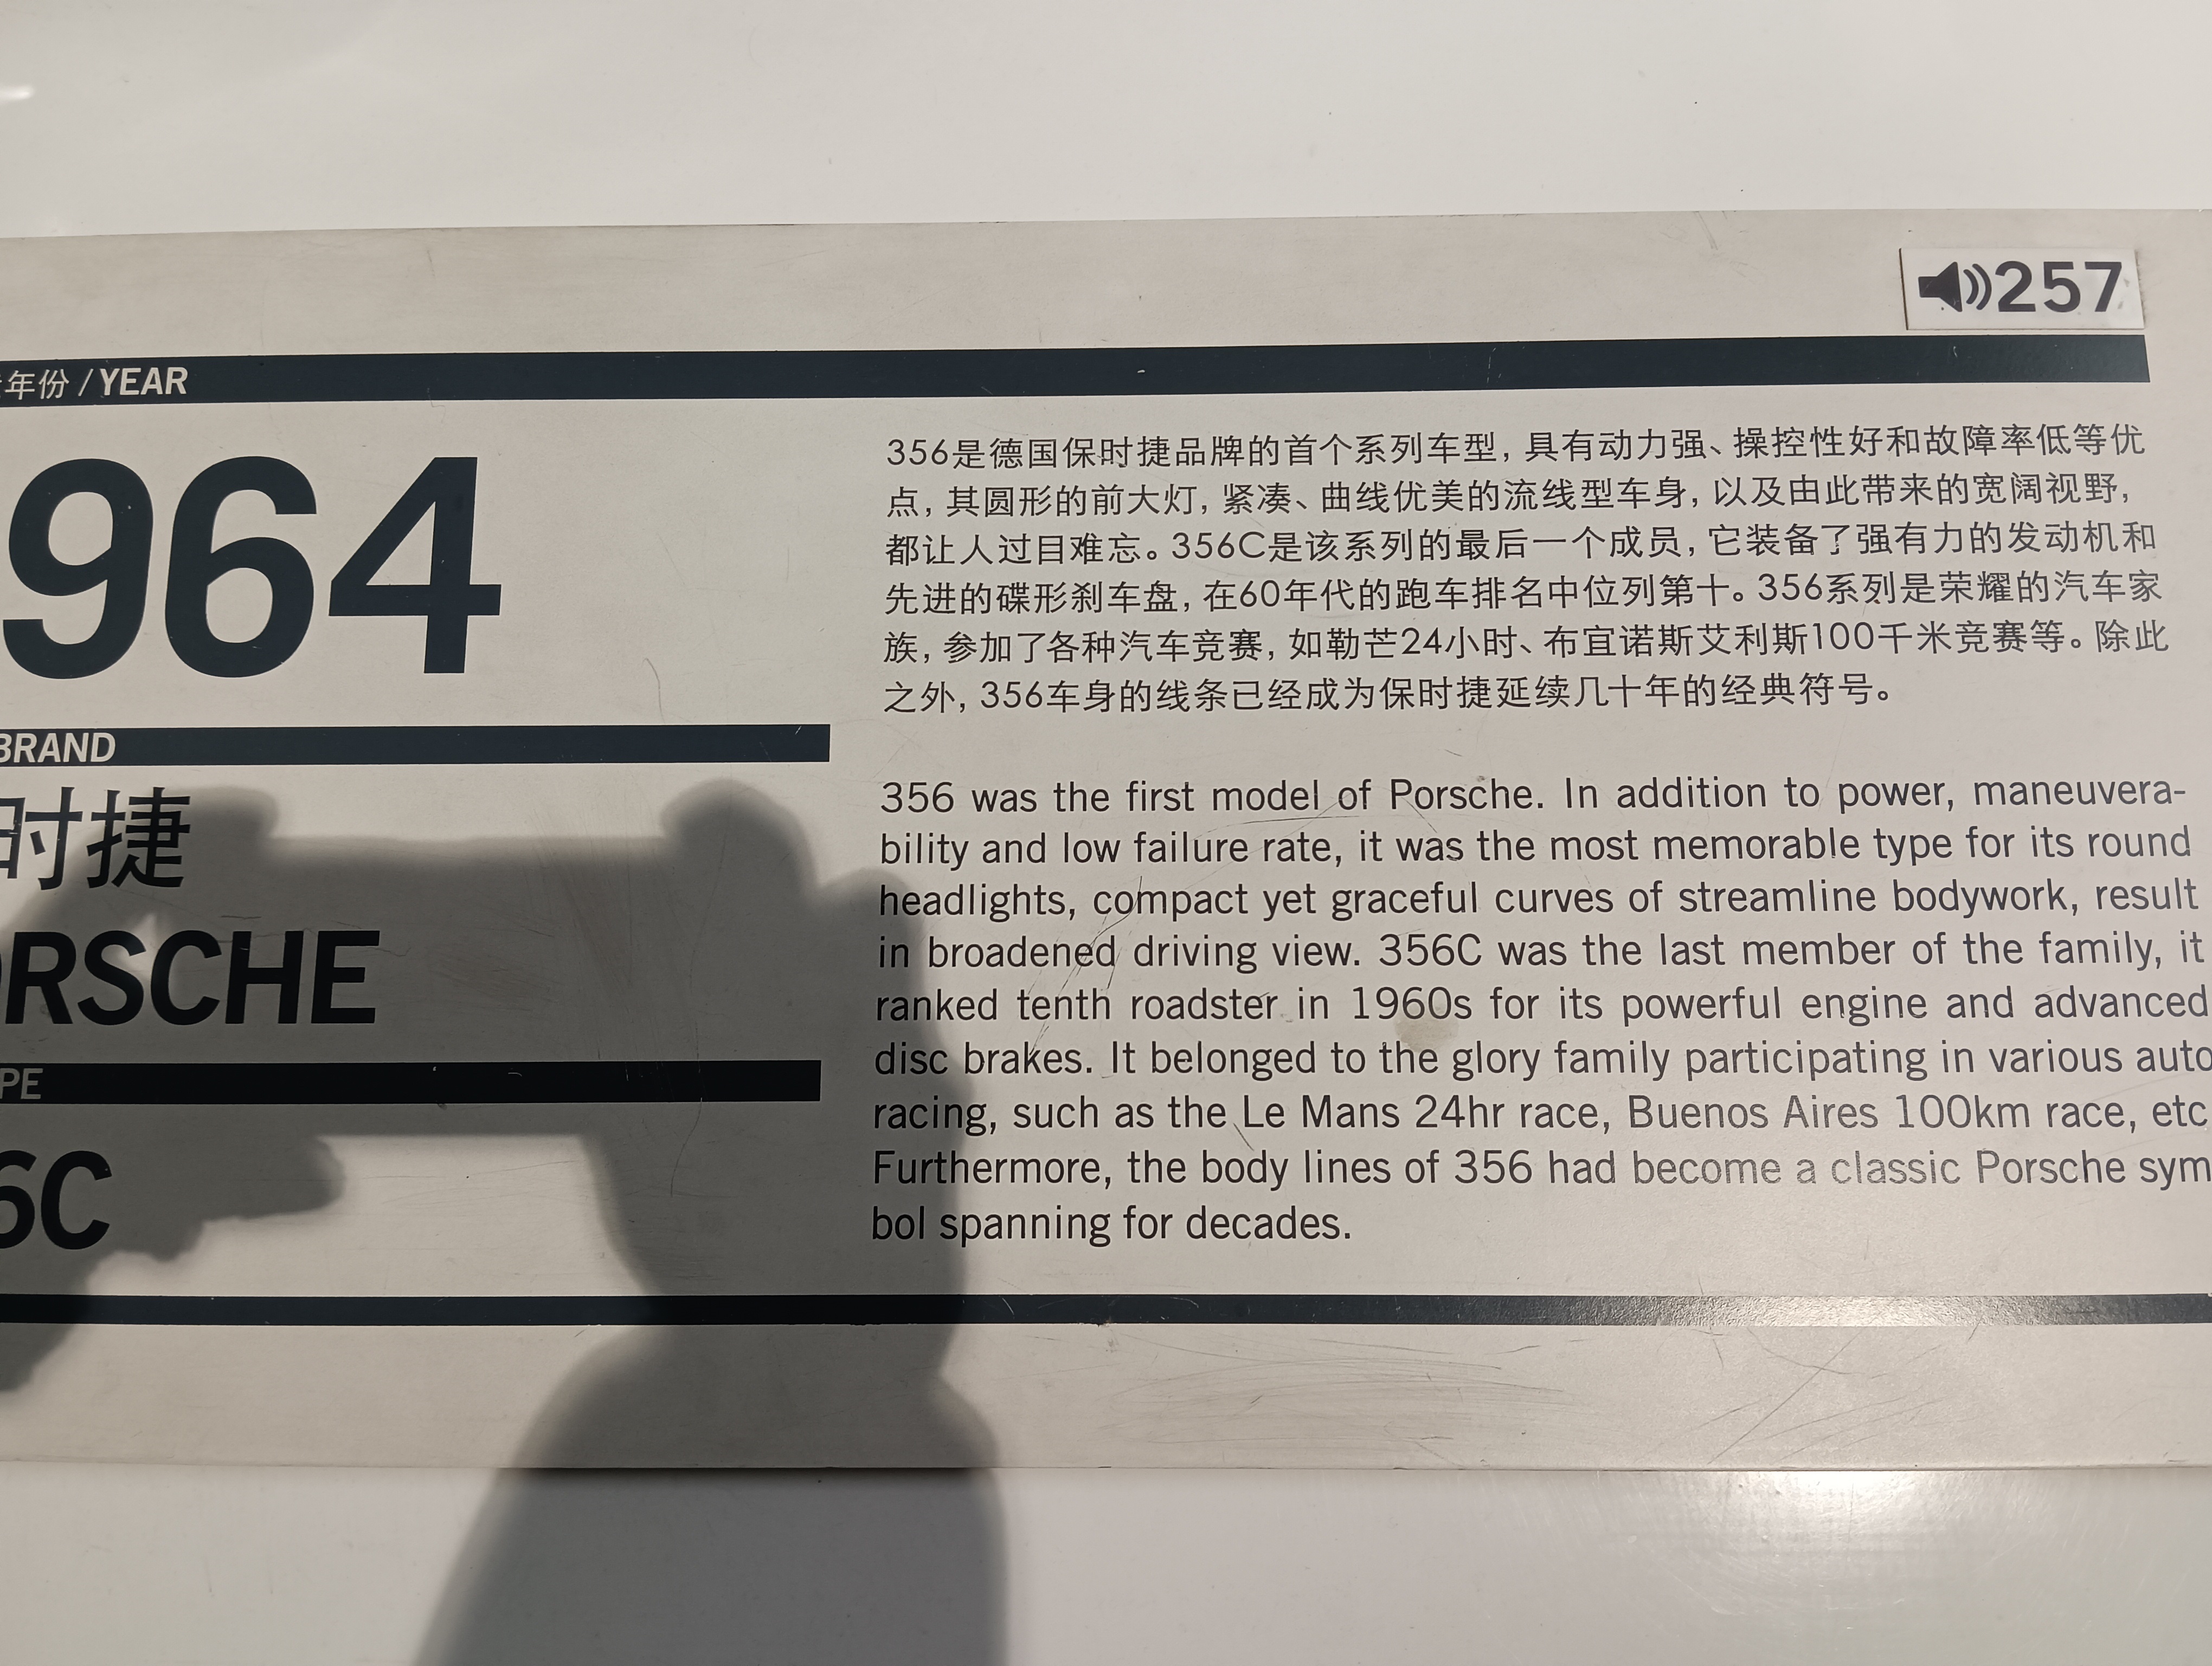 257
年份 / YEAR
964
BRAND
时捷
ORSCHE
PE
6C
356是德国保时捷品牌的首个系列车型, 具有动力强、操控性好和故障率低等优
点, 其圆形的前大灯, 紧凑、曲线优美的流线型车身, 以及由此带来的宽阔视野,
都让人过目难忘。356C是该系列的最后一个成员, 它装备了强有力的发动机和
先进的碟形刹车盘, 在60年代的跑车排名中位列第十。356系列是荣耀的汽车家
族, 参加了各种汽车竞赛, 如勒芒24小时、布宜诺斯艾利斯100千米竞赛等。除此
之外, 356车身的线条已经成为保时捷延续几十年的经典符号。
356 was the first model of Porsche. In addition to power, maneuvera-
bility and low failure rate, it was the most memorable type for its round
headlights, compact yet graceful curves of streamline bodywork, result
in broadened driving view. 356C was the last member of the family, it
ranked tenth roadster in 1960s for its powerful engine and advanced
disc brakes. It belonged to the glory family participating in various auto
racing, such as the Le Mans 24hr race, Buenos Aires 100km race, etc
Furthermore, the body lines of 356 had become a classic Porsche sym
bol spanning for decades.